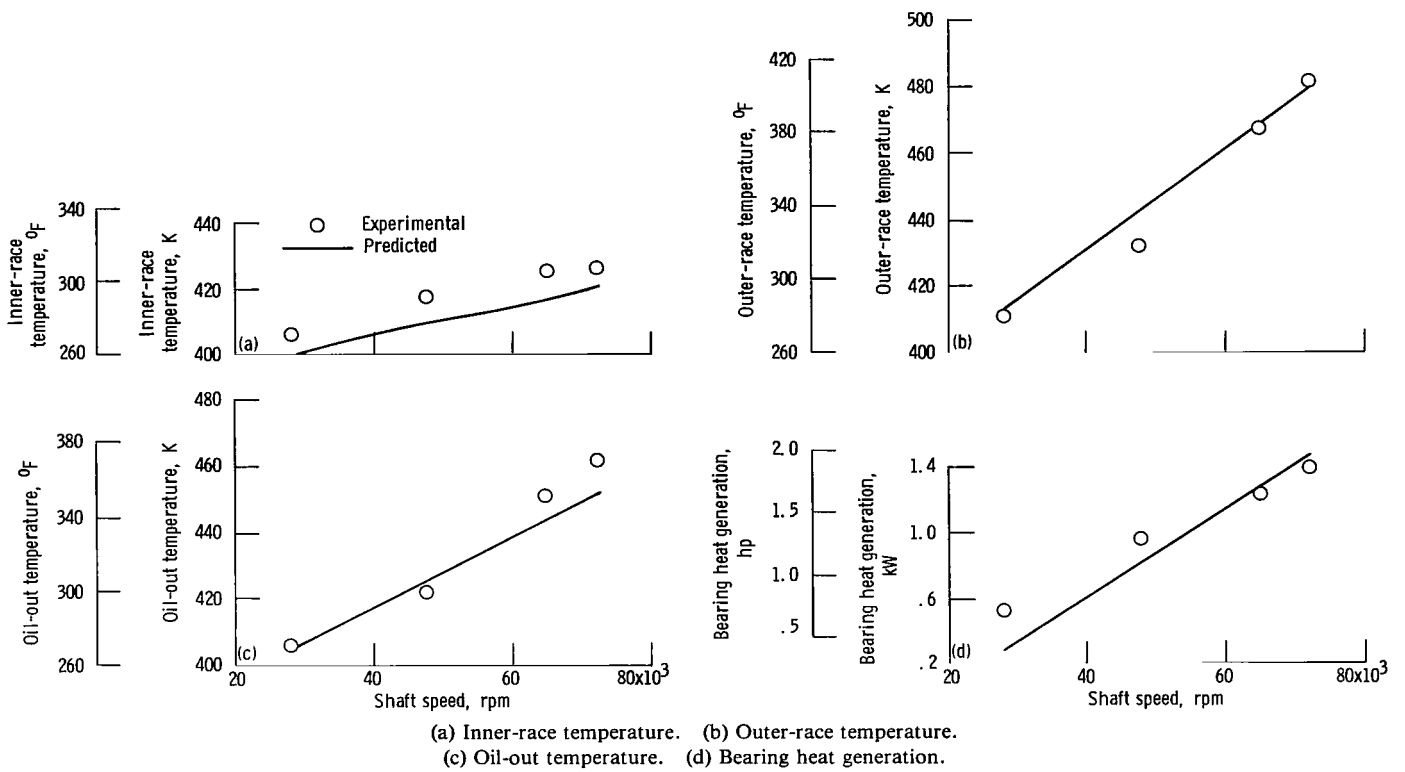 340
300
260
Inner-race
temperature, °F
440
420
400
Inner-race
temperature, K
Experimental
Predicted
(a)
420
380
340
300
260
Outer-race temperature, °F
500
480
460
440
420
400
Outer-race temperature, K
(b)
380
340
300
260
Oil-out temperature, °F
480
460
440
420
400
Oil-out temperature, K
(c)
20
40
60
80x10³
Shaft speed, rpm
2.0
1.5
1.0
.5
Bearing heat generation,
hp
1.4
1.0
.6
.2
Bearing heat generation,
kW
(d)
20
40
60
80x10³
Shaft speed, rpm
(a) Inner-race temperature. (b) Outer-race temperature.
(c) Oil-out temperature. (d) Bearing heat generation.